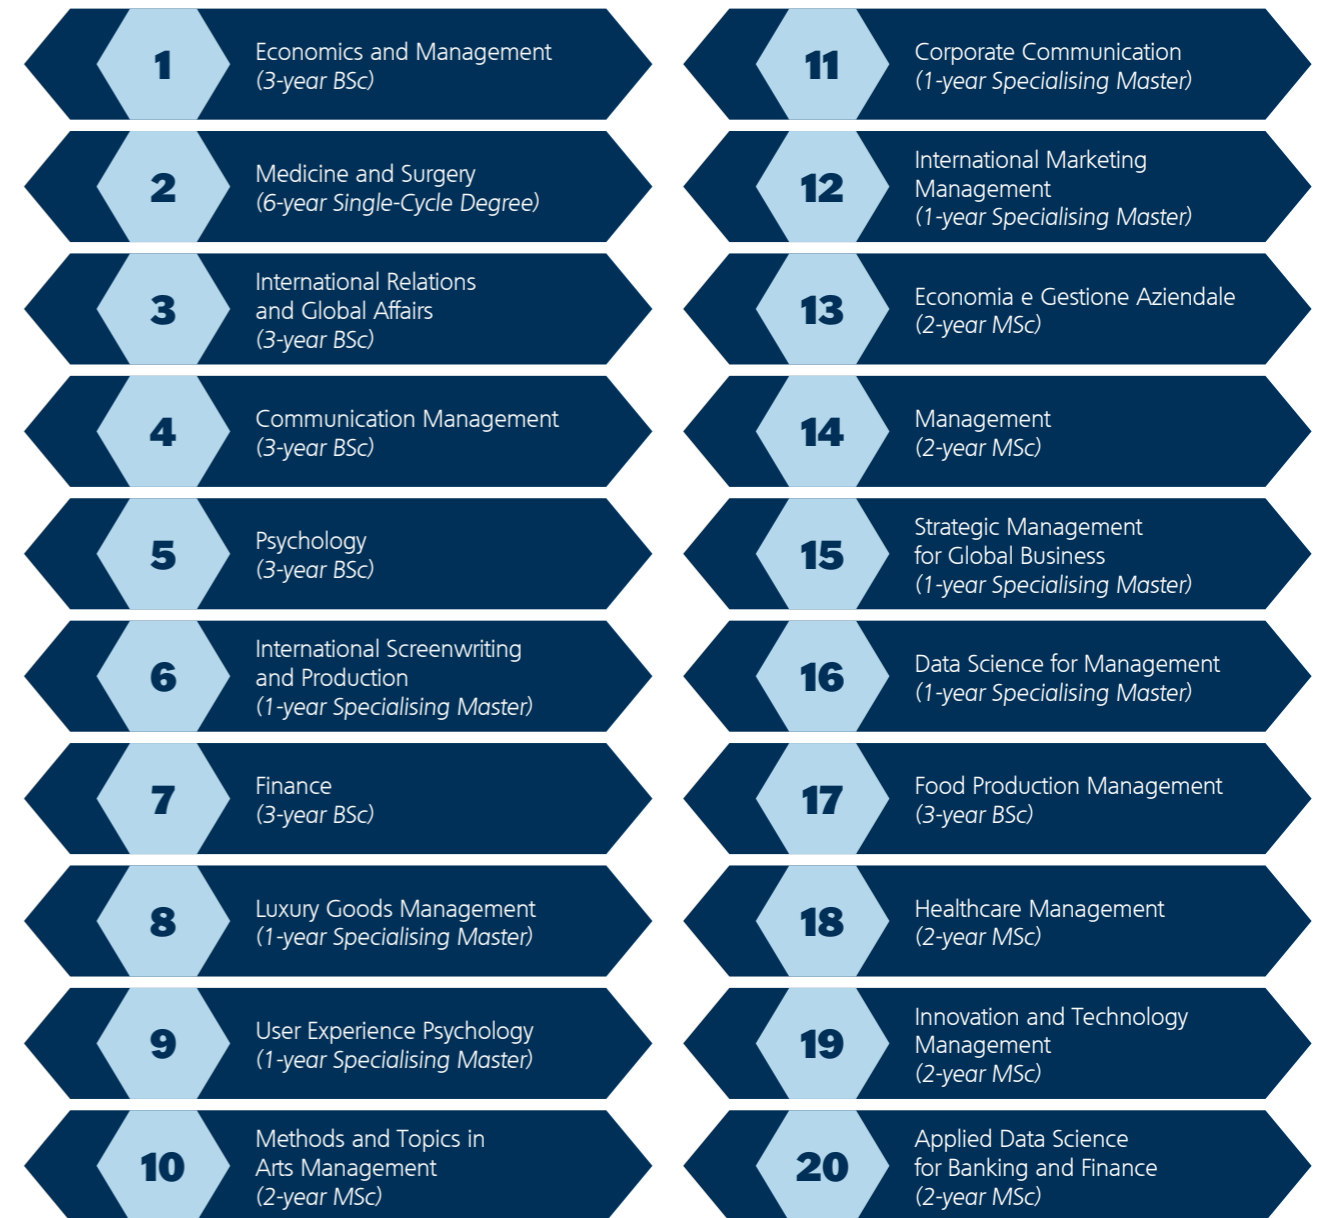 1
Economics and Management
(3-year BSc)
2
Medicine and Surgery
(6-year Single-Cycle Degree)
3
International Relations
and Global Affairs
(3-year BSc)
4
Communication Management
(3-year BSc)
5
Psychology
(3-year BSc)
6
International Screenwriting
and Production
(1-year Specialising Master)
7
Finance
(3-year BSc)
8
Luxury Goods Management
(1-year Specialising Master)
9
User Experience Psychology
(1-year Specialising Master)
10
Methods and Topics in
Arts Management
(2-year MSc)
11
Corporate Communication
(1-year Specialising Master)
12
International Marketing
Management
(1-year Specialising Master)
13
Economia e Gestione Aziendale
(2-year MSc)
14
Management
(2-year MSc)
15
Strategic Management
for Global Business
(1-year Specialising Master)
16
Data Science for Management
(1-year Specialising Master)
17
Food Production Management
(3-year BSc)
18
Healthcare Management
(2-year MSc)
19
Innovation and Technology
Management
(2-year MSc)
20
Applied Data Science
for Banking and Finance
(2-year MSc)